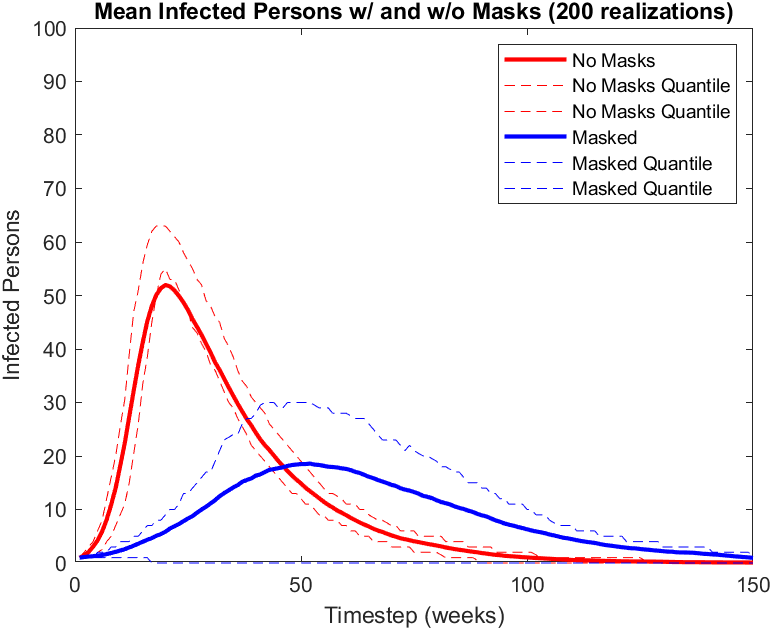 Mean Infected Persons w/ and w/o Masks (200 realizations)
100
90
80
70
60
50
40
30
20
10
0
Infected Persons
No Masks
No Masks Quantile
No Masks Quantile
Masked
Masked Quantile
Masked Quantile
0 50 100 150
Timestep (weeks)